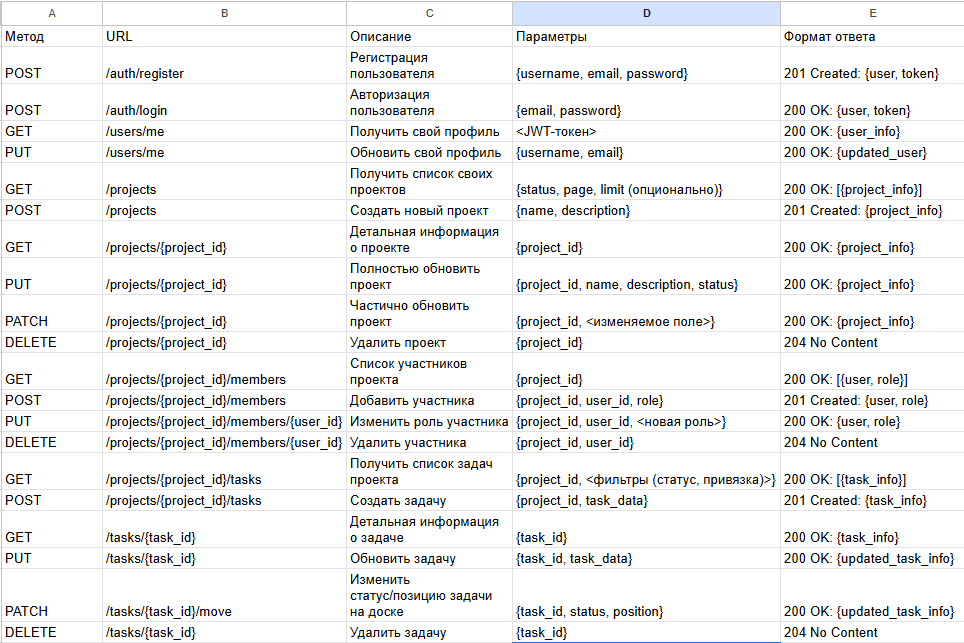 A B C D E
Метод URL Описание Параметры Формат ответа
Регистрация
POST /auth/register пользователя {username, email, password} 201 Created: {user, token}
Авторизация
POST /auth/login пользователя {email, password} 200 OK: {user, token}
GET /users/me Получить свой профиль <JWT-токен> 200 OK: {user_info}
PUT /users/me Обновить свой профиль {username, email} 200 OK: {updated_user}
Получить список своих
GET /projects проектов {status, page, limit (опционально)} 200 OK: [{project_info}]
POST /projects Создать новый проект {name, description} 201 Created: {project_info}
Детальная информация
GET /projects/{project_id} о проекте {project_id} 200 OK: {project_info}
Полностью обновить
PUT /projects/{project_id} проект {project_id, name, description, status} 200 OK: {project_info}
Частично обновить
PATCH /projects/{project_id} проект {project_id, <изменяемое поле>} 200 OK: {project_info}
DELETE /projects/{project_id} Удалить проект {project_id} 204 No Content
Список участников
GET /projects/{project_id}/members проекта {project_id} 200 OK: [{user, role}]
POST /projects/{project_id}/members Добавить участника {project_id, user_id, role} 201 Created: {user, role}
PUT /projects/{project_id}/members/{user_id} Изменить роль участника {project_id, user_id, <новая роль>} 200 OK: {user, role}
DELETE /projects/{project_id}/members/{user_id} Удалить участника {project_id, user_id} 204 No Content
Получить список задач
GET /projects/{project_id}/tasks проекта {project_id, <фильтры (статус, привязка)>} 200 OK: [{task_info}]
POST /projects/{project_id}/tasks Создать задачу {project_id, task_data} 201 Created: {task_info}
Детальная информация
GET /tasks/{task_id} о задаче {task_id} 200 OK: {task_info}
PUT /tasks/{task_id} Обновить задачу {task_id, task_data} 200 OK: {updated_task_info}
Изменить
статус/позицию задачи
PATCH /tasks/{task_id}/move на доске {task_id, status, position} 200 OK: {updated_task_info}
DELETE /tasks/{task_id} Удалить задачу {task_id} 204 No Content